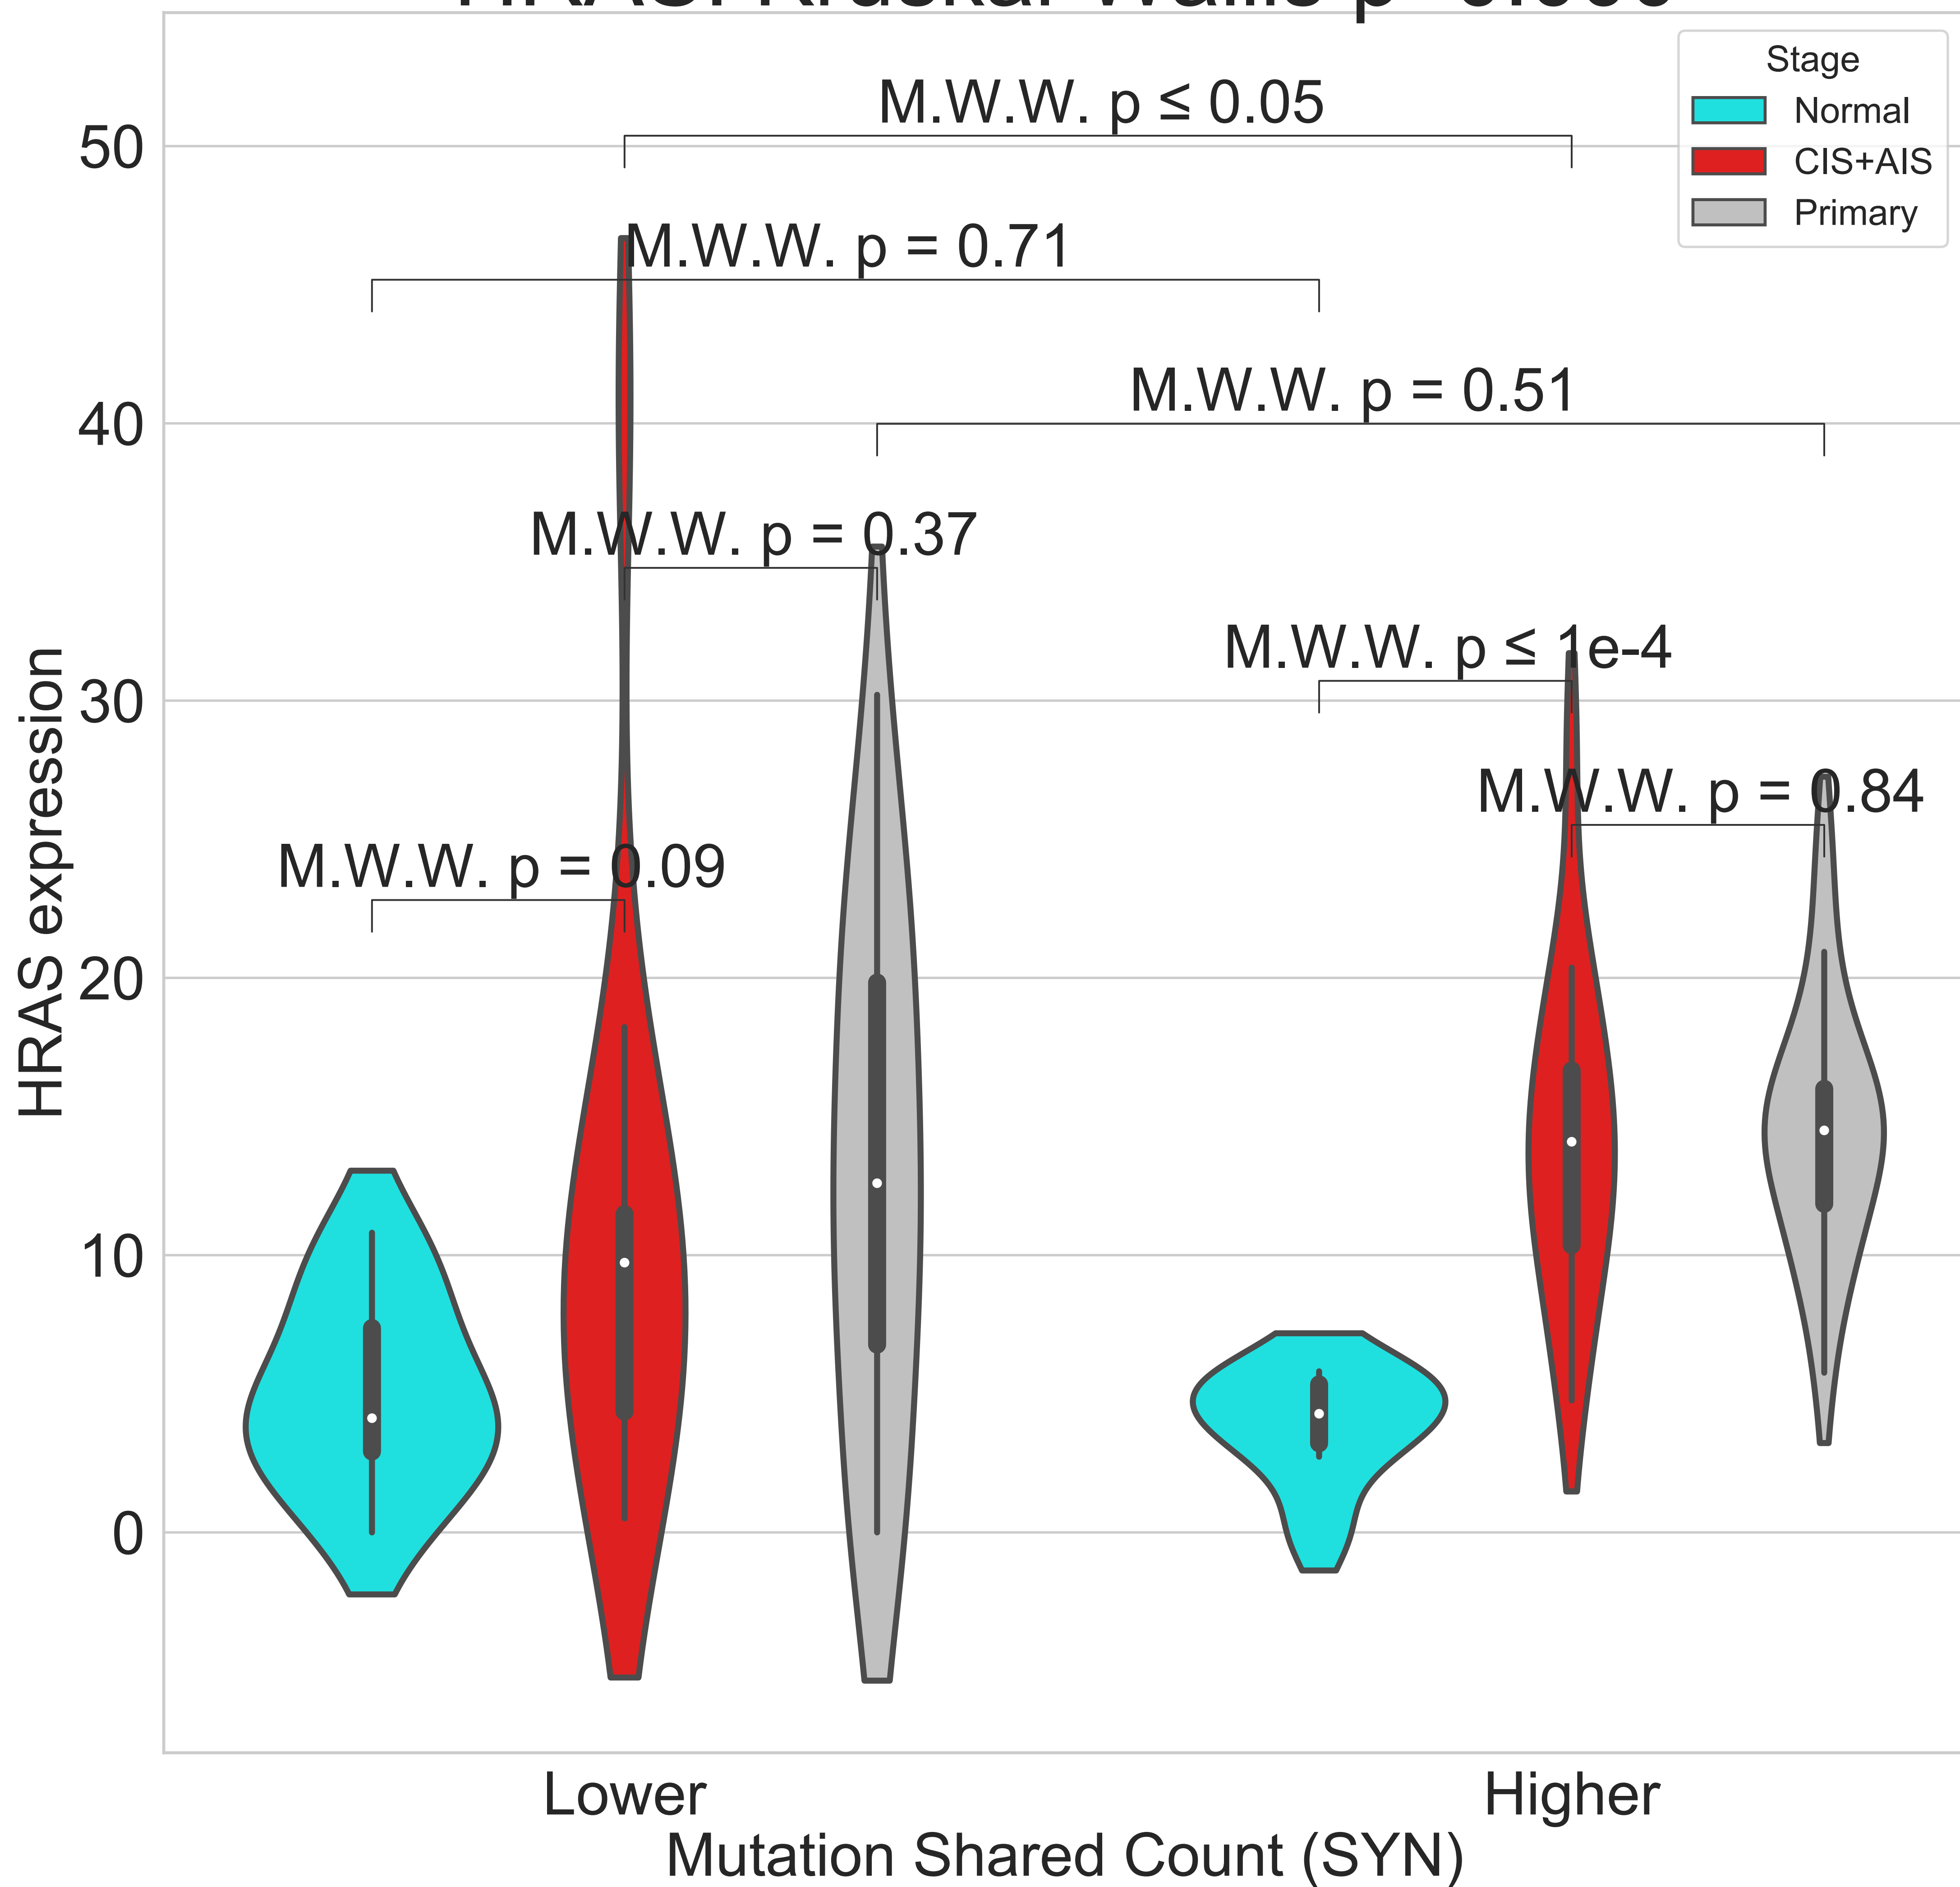 Stage
Normal
CIS+AIS
Primary
M.W.W. p ≤ 0.05
M.W.W. p = 0.71
M.W.W. p = 0.51
M.W.W. p = 0.37
M.W.W. p ≤ 1e-4
M.W.W. p = 0.84
M.W.W. p = 0.09
50
40
30
20
10
0
HRAS expression
Lower
Higher
Mutation Shared Count (SYN)